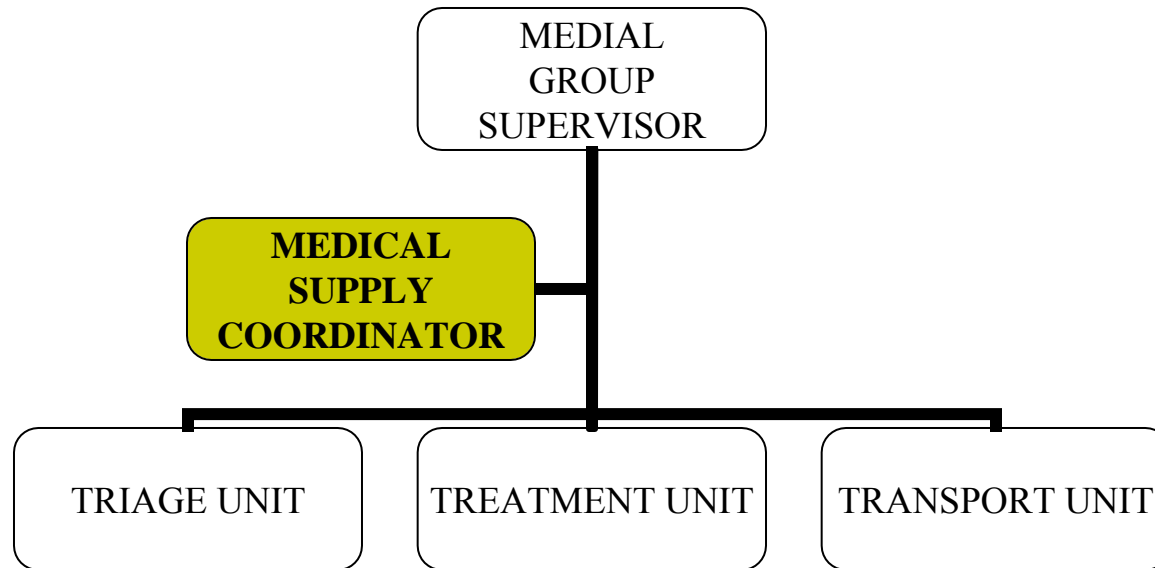 MEDIAL
GROUP
SUPERVISOR
MEDICAL
SUPPLY
COORDINATOR
TRIAGE UNIT
TREATMENT UNIT
TRANSPORT UNIT